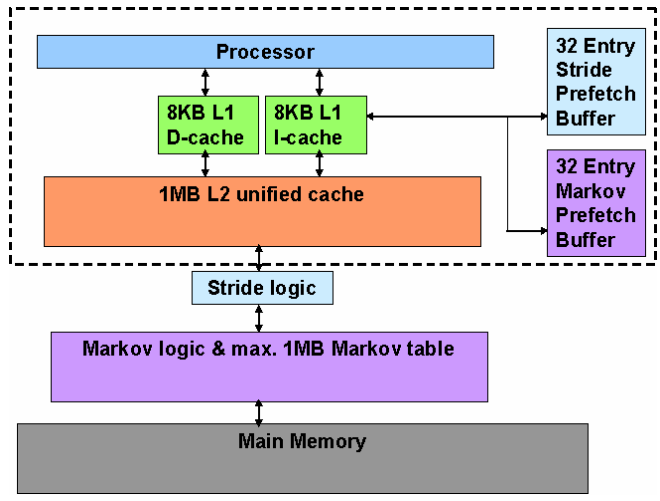 Processor
8KB L1
D-cache
8KB L1
I-cache
32 Entry
Stride
Prefetch
Buffer
1MB L2 unified cache
32 Entry
Markov
Prefetch
Buffer
Stride logic
Markov logic & max. 1MB Markov table
Main Memory